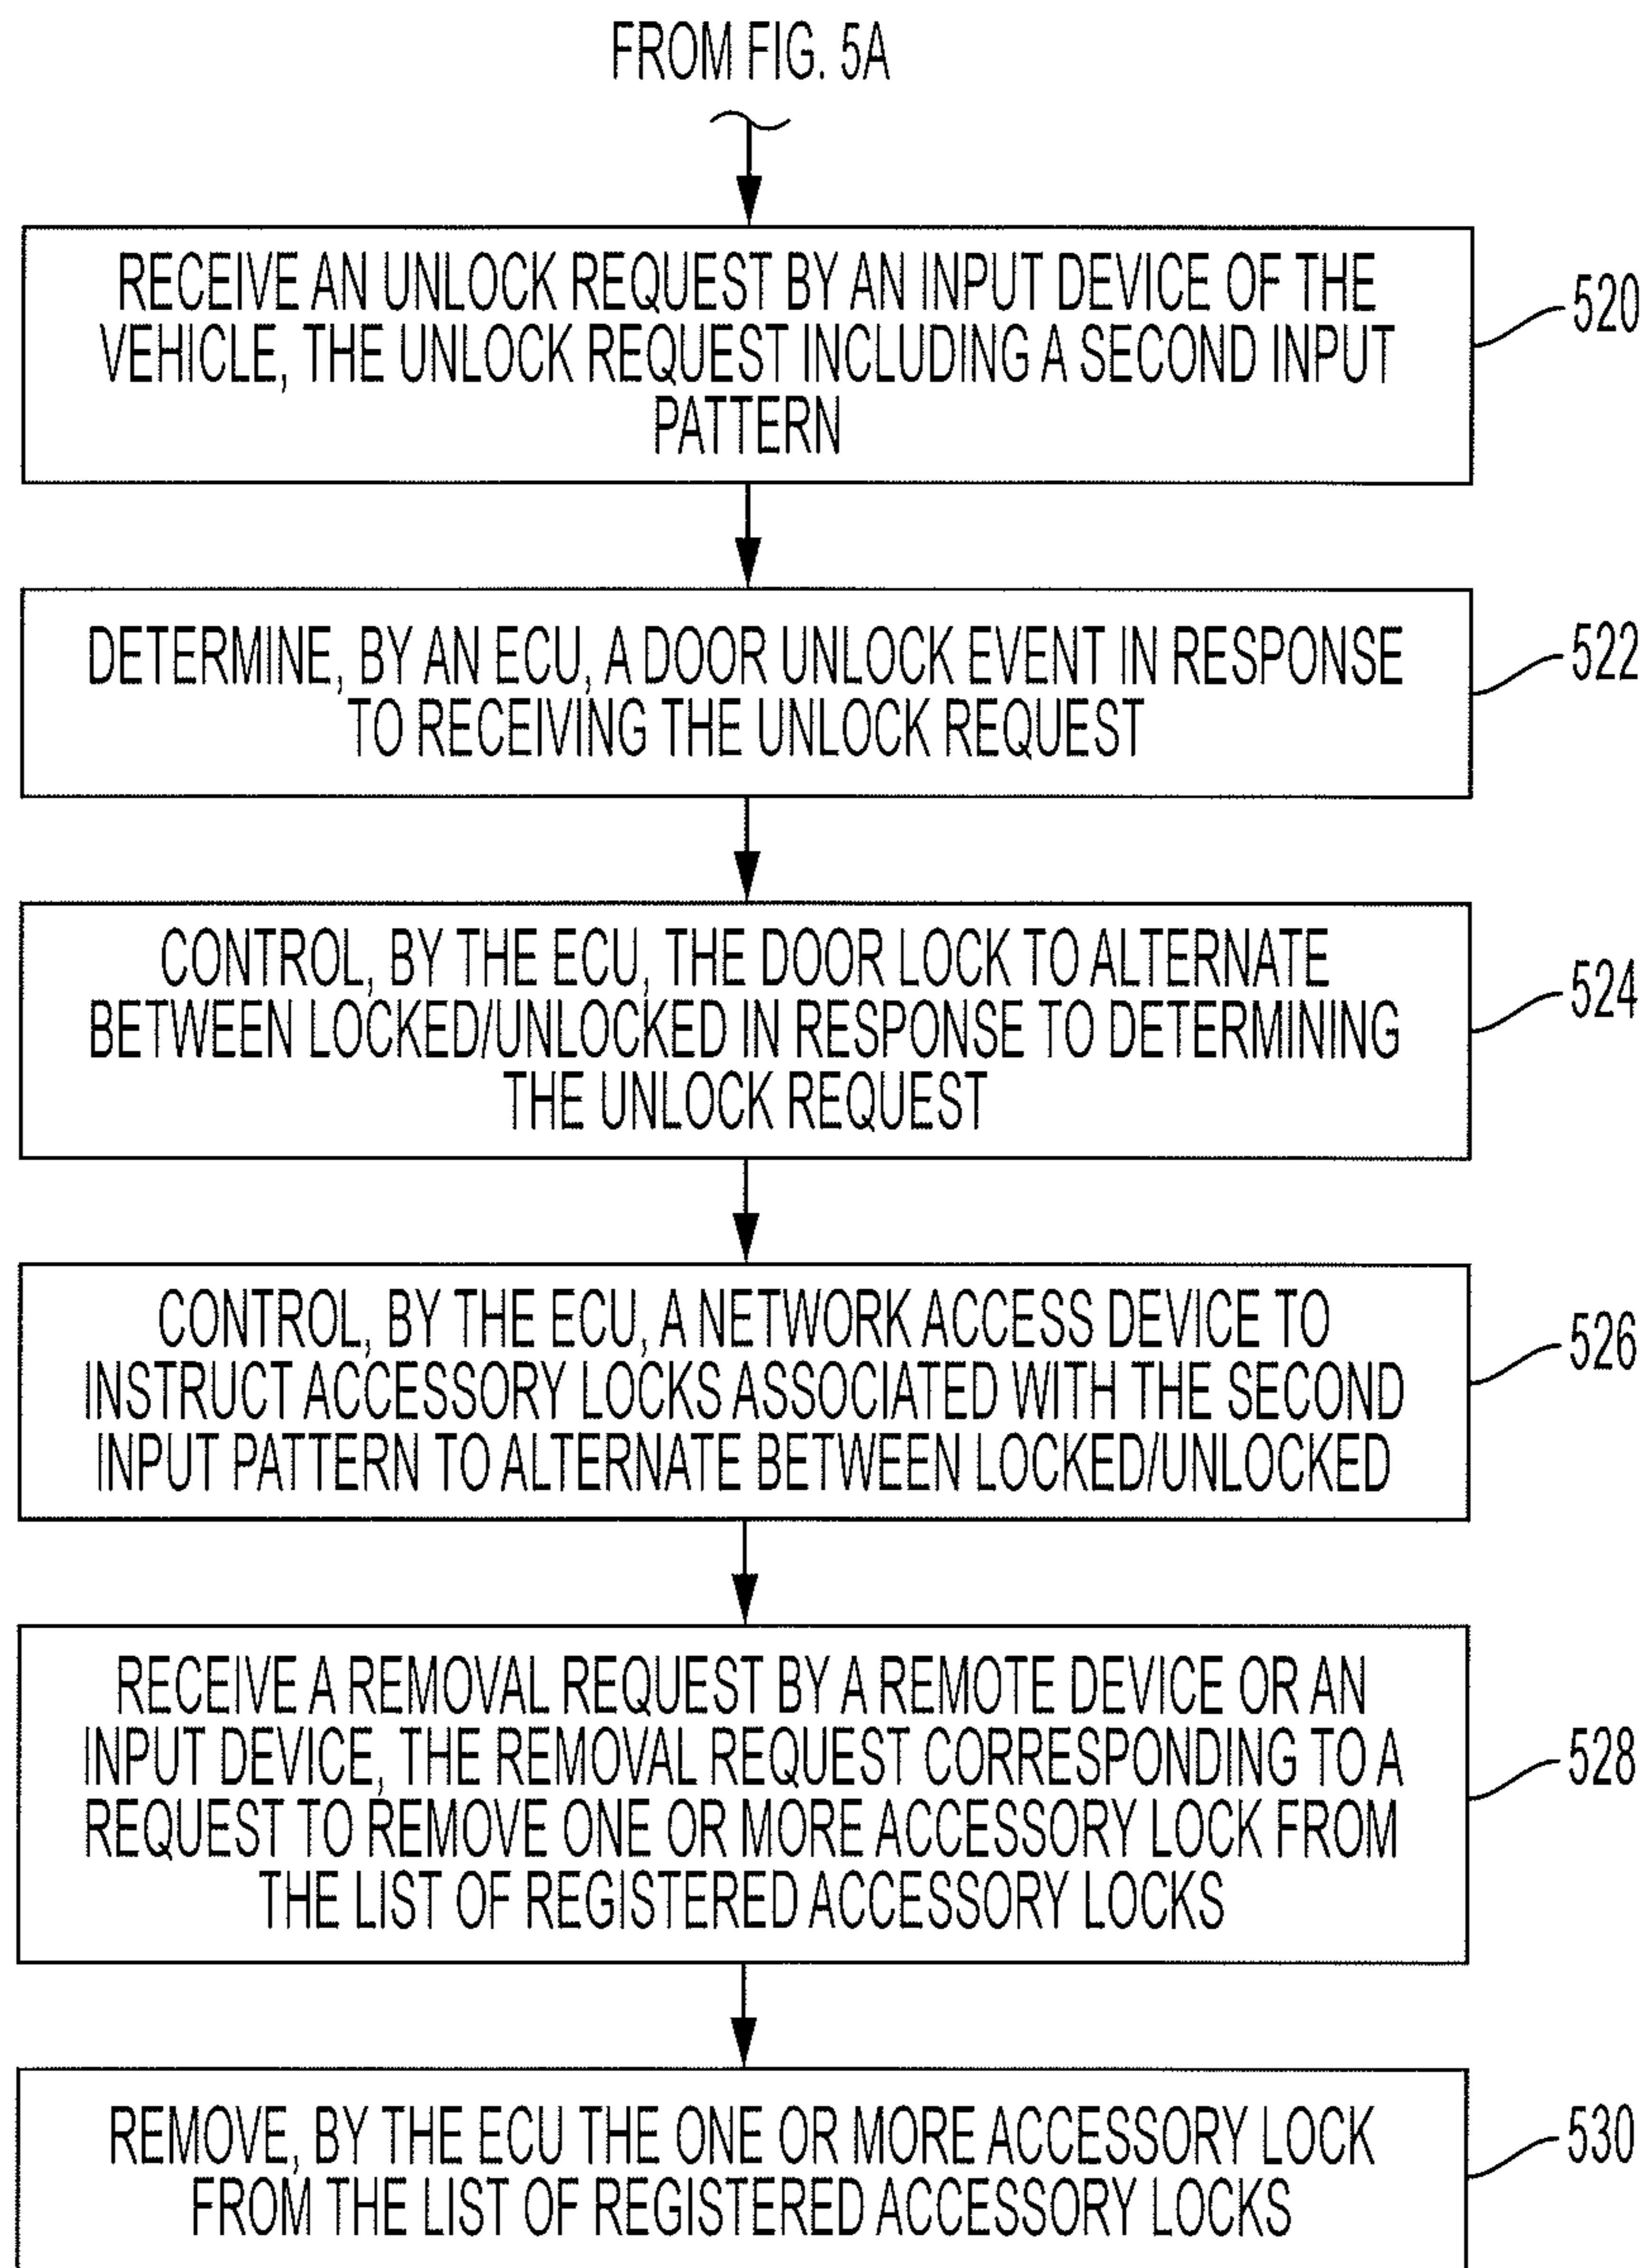 FROM FIG. 5A
RECEIVE AN UNLOCK REQUEST BY AN INPUT DEVICE OF THE
VEHICLE, THE UNLOCK REQUEST INCLUDING A SECOND INPUT
PATTERN
520
DETERMINE, BY AN ECU, A DOOR UNLOCK EVENT IN RESPONSE
TO RECEIVING THE UNLOCK REQUEST
522
CONTROL, BY THE ECU, THE DOOR LOCK TO ALTERNATE
BETWEEN LOCKED/UNLOCKED IN RESPONSE TO DETERMINING
THE UNLOCK REQUEST
524
CONTROL, BY THE ECU, A NETWORK ACCESS DEVICE TO
INSTRUCT ACCESSORY LOCKS ASSOCIATED WITH THE SECOND
INPUT PATTERN TO ALTERNATE BETWEEN LOCKED/UNLOCKED
526
RECEIVE A REMOVAL REQUEST BY A REMOTE DEVICE OR AN
INPUT DEVICE, THE REMOVAL REQUEST CORRESPONDING TO A
REQUEST TO REMOVE ONE OR MORE ACCESSORY LOCK FROM
THE LIST OF REGISTERED ACCESSORY LOCKS
528
REMOVE, BY THE ECU THE ONE OR MORE ACCESSORY LOCK
FROM THE LIST OF REGISTERED ACCESSORY LOCKS
530